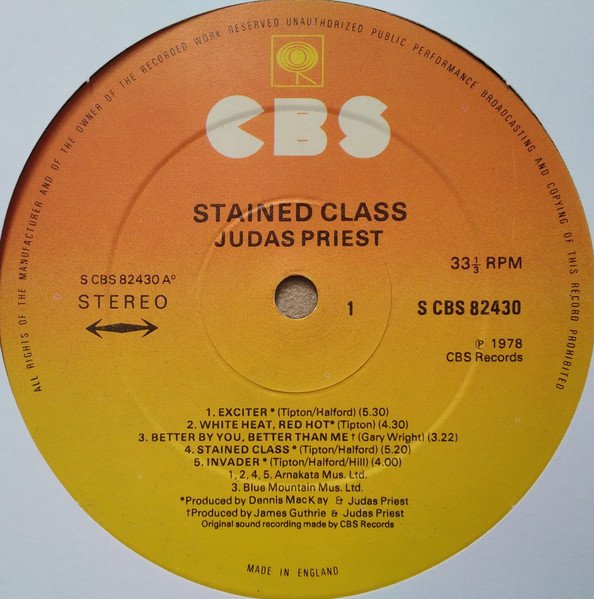 ALL RIGHTS OF THE MANUFACTURER AND OF THE OWNER OF THE RECORDED WORK RESERVED UNAUTHORIZED PUBLIC PERFORMANCE BROADCASTING AND COPYING OF THIS RECORD PROHIBITED
CBS
STAINED CLASS
JUDAS PRIEST
33⅓ RPM
S CBS 82430 A⁰
STEREO
1
S CBS 82430
℗ 1978
CBS Records
1. EXCITER * (Tipton/Halford) (5.30)
2. WHITE HEAT, RED HOT* (Tipton) (4.30)
3. BETTER BY YOU, BETTER THAN ME † (Gary Wright) (3.22)
4. STAINED CLASS * (Tipton/Halford) (5.20)
5. INVADER * (Tipton/Halford/Hill) (4.00)
1, 2, 4, 5. Arnakata Mus. Ltd.
3. Blue Mountain Mus. Ltd.
*Produced by Dennis MacKay & Judas Priest
†Produced by James Guthrie & Judas Priest
Original sound recording made by CBS Records
MADE IN ENGLAND